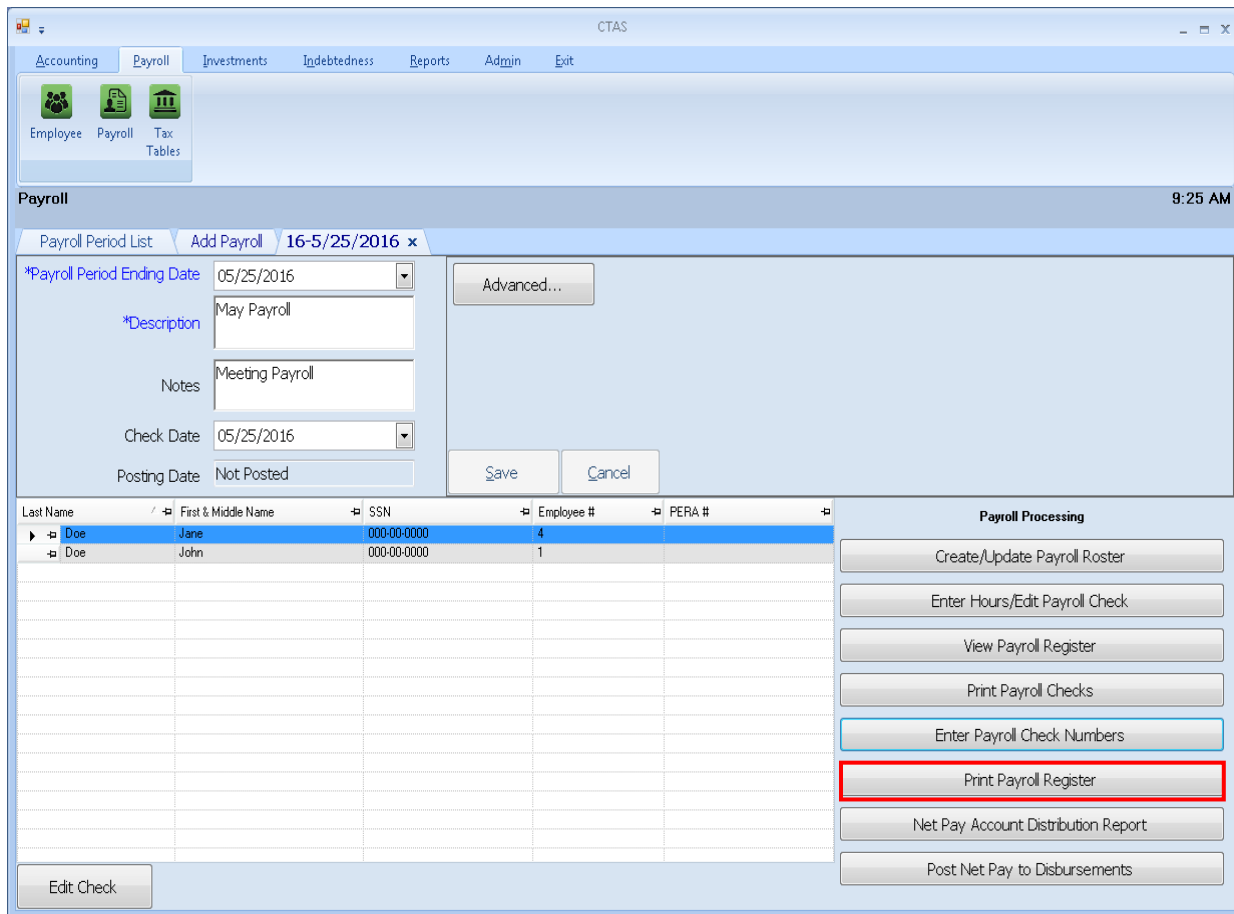 CTAS
Accounting Payroll Investments Indebtedness Reports Admin Exit
Employee Payroll Tax Tables
Payroll 9:25 AM
Payroll Period List Add Payroll 16-5/25/2016 x
*Payroll Period Ending Date 05/25/2016
Advanced...
*Description May Payroll
Notes Meeting Payroll
Check Date 05/25/2016
Posting Date Not Posted
Save Cancel
Last Name First & Middle Name SSN Employee # PERA #
Doe Jane 000-00-0000 4
Doe John 000-00-0000 1
Payroll Processing
Create/Update Payroll Roster
Enter Hours/Edit Payroll Check
View Payroll Register
Print Payroll Checks
Enter Payroll Check Numbers
Print Payroll Register
Net Pay Account Distribution Report
Post Net Pay to Disbursements
Edit Check